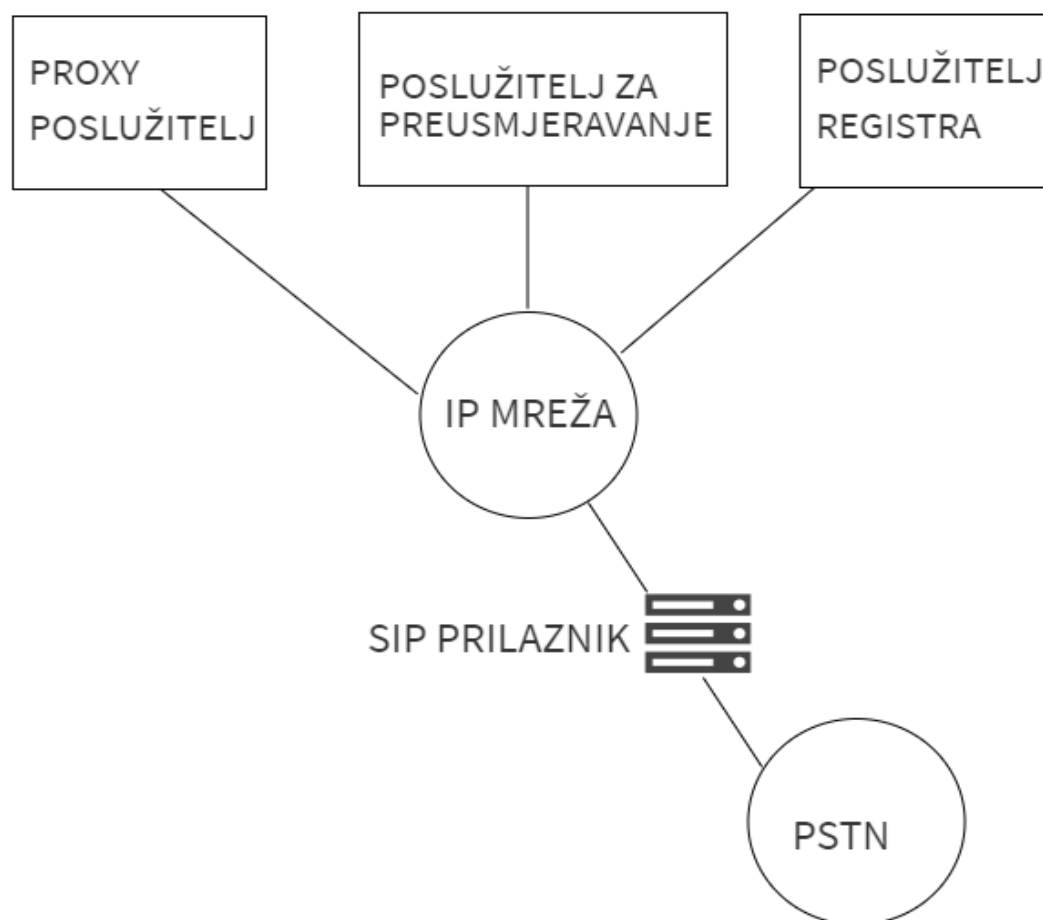 PROXY
POSLUŽITELJ
POSLUŽITELJ ZA
PREUSMJERAVANJE
POSLUŽITELJ
REGISTRA
IP MREŽA
SIP PRILAZNIK
PSTN